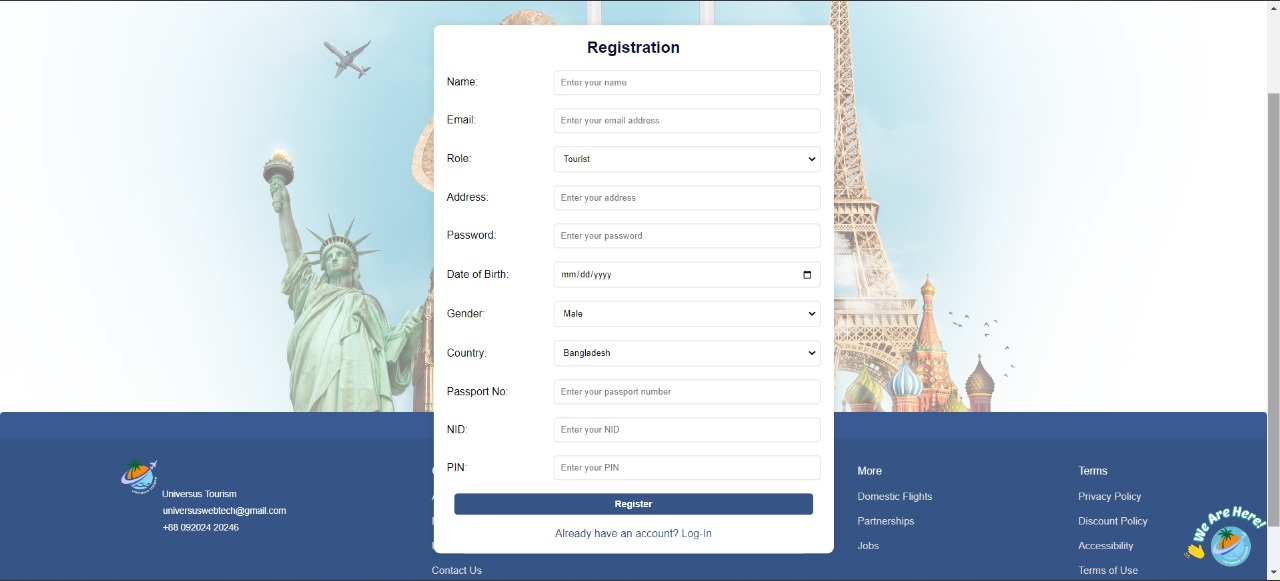 Registration
Name: Enter your name
Email: Enter your email address
Role: Tourist
Address: Enter your address
Password: Enter your password
Date of Birth: mm/dd/yyyy
Gender: Male
Country: Bangladesh
Passport No: Enter your passport number
NID: Enter your NID
PIN: Enter your PIN
Register
Already have an account? Log-In
Universus Tourism
universuswebtech@gmail.com
+88 092024 20246
Contact Us
More
Domestic Flights
Partnerships
Jobs
Terms
Privacy Policy
Discount Policy
Accessibility
Terms of Use
We Are Here!